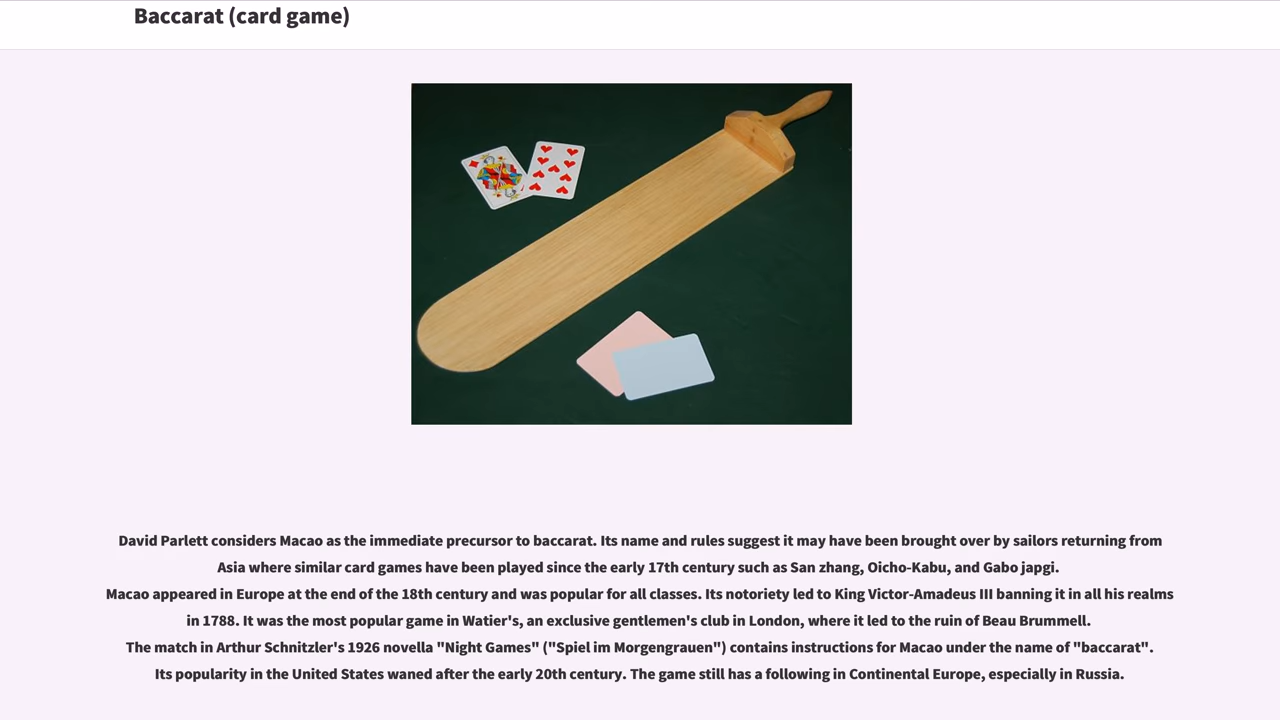 Baccarat (card game)
David Parlett considers Macao as the immediate precursor to baccarat. Its name and rules suggest it may have been brought over by sailors returning from
Asia where similar card games have been played since the early 17th century such as San zhang, Oicho-Kabu, and Gabo japgi.
Macao appeared in Europe at the end of the 18th century and was popular for all classes. Its notoriety led to King Victor-Amadeus III banning it in all his realms
in 1788. It was the most popular game in Watier's, an exclusive gentlemen's club in London, where it led to the ruin of Beau Brummell.
The match in Arthur Schnitzler's 1926 novella "Night Games" ("Spiel im Morgengrauen") contains instructions for Macao under the name of "baccarat".
Its popularity in the United States waned after the early 20th century. The game still has a following in Continental Europe, especially in Russia.